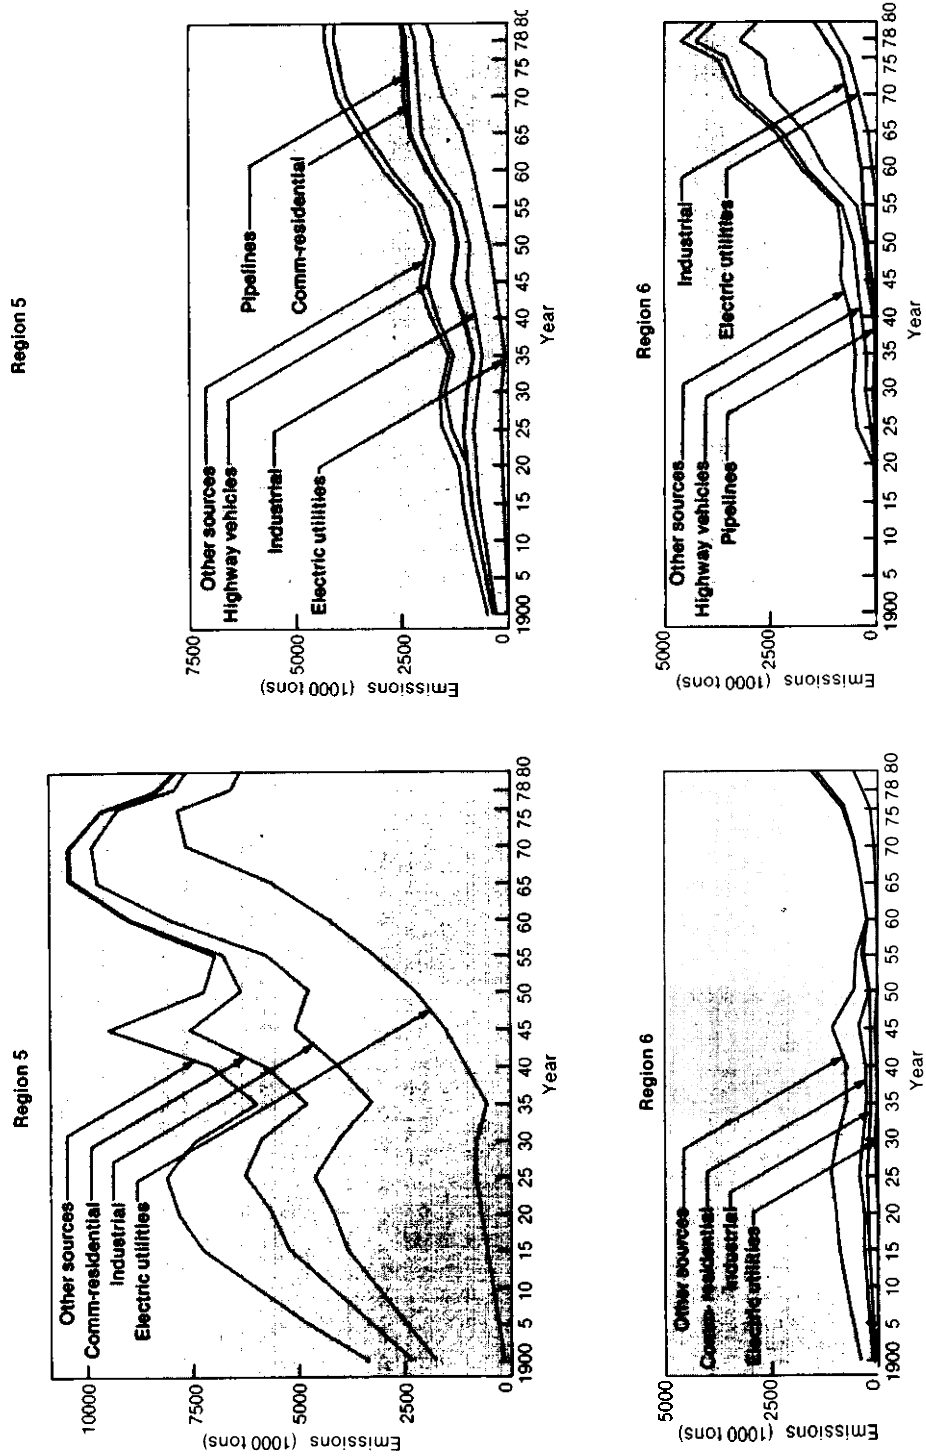 Region 5
10000
7500
5000
2500
0
Emissions (1000 tons)
Other sources
Comm-residential
Industrial
Electric utilities
1900 5 10 15 20 25 30 35 40 45 50 55 60 65 70 75 78 80
Year
Region 5
7500
5000
2500
0
Emissions (1000 tons)
Other sources
Highway vehicles
Industrial
Electric utilities
Pipelines
Comm-residential
1900 5 10 15 20 25 30 35 40 45 50 55 60 65 70 75 78 80
Year
Region 6
5000
2500
0
Emissions (1000 tons)
Other sources
Comm- residential
Industrial
Electric utilities
1900 5 10 15 20 25 30 35 40 45 50 55 60 65 70 75 78 80
Year
Region 6
5000
2500
0
Emissions (1000 tons)
Other sources
Highway vehicles
Pipelines
Industrial
Electric utilities
1900 5 10 15 20 25 30 35 40 45 50 55 60 65 70 75 78 80
Year